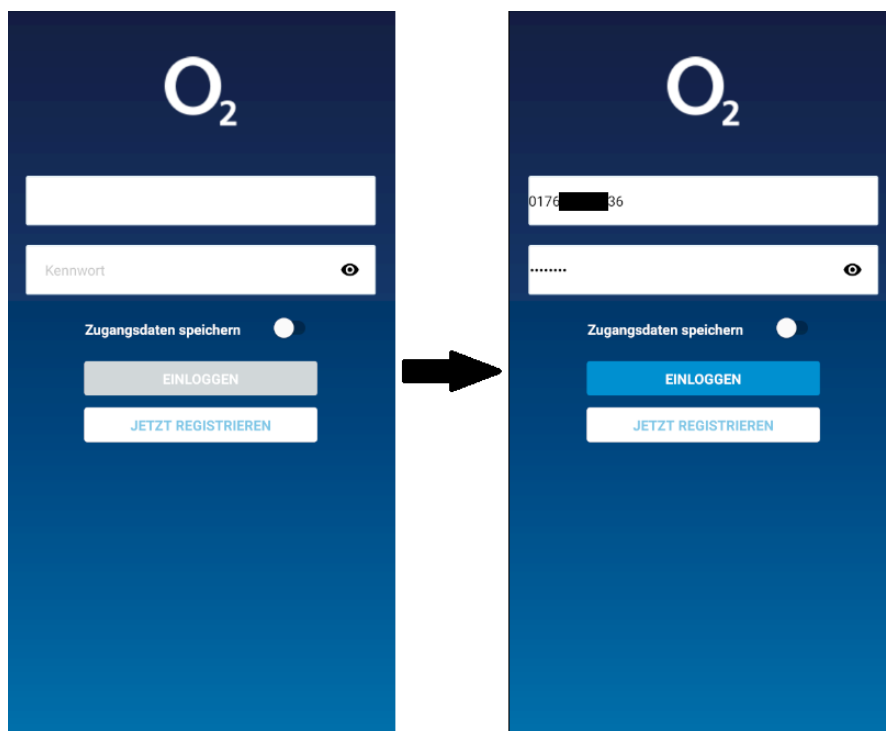 O2
Kennwort
Zugangsdaten speichern
EINLOGGEN
JETZT REGISTRIEREN
O2
0176
36
········
Zugangsdaten speichern
EINLOGGEN
JETZT REGISTRIEREN